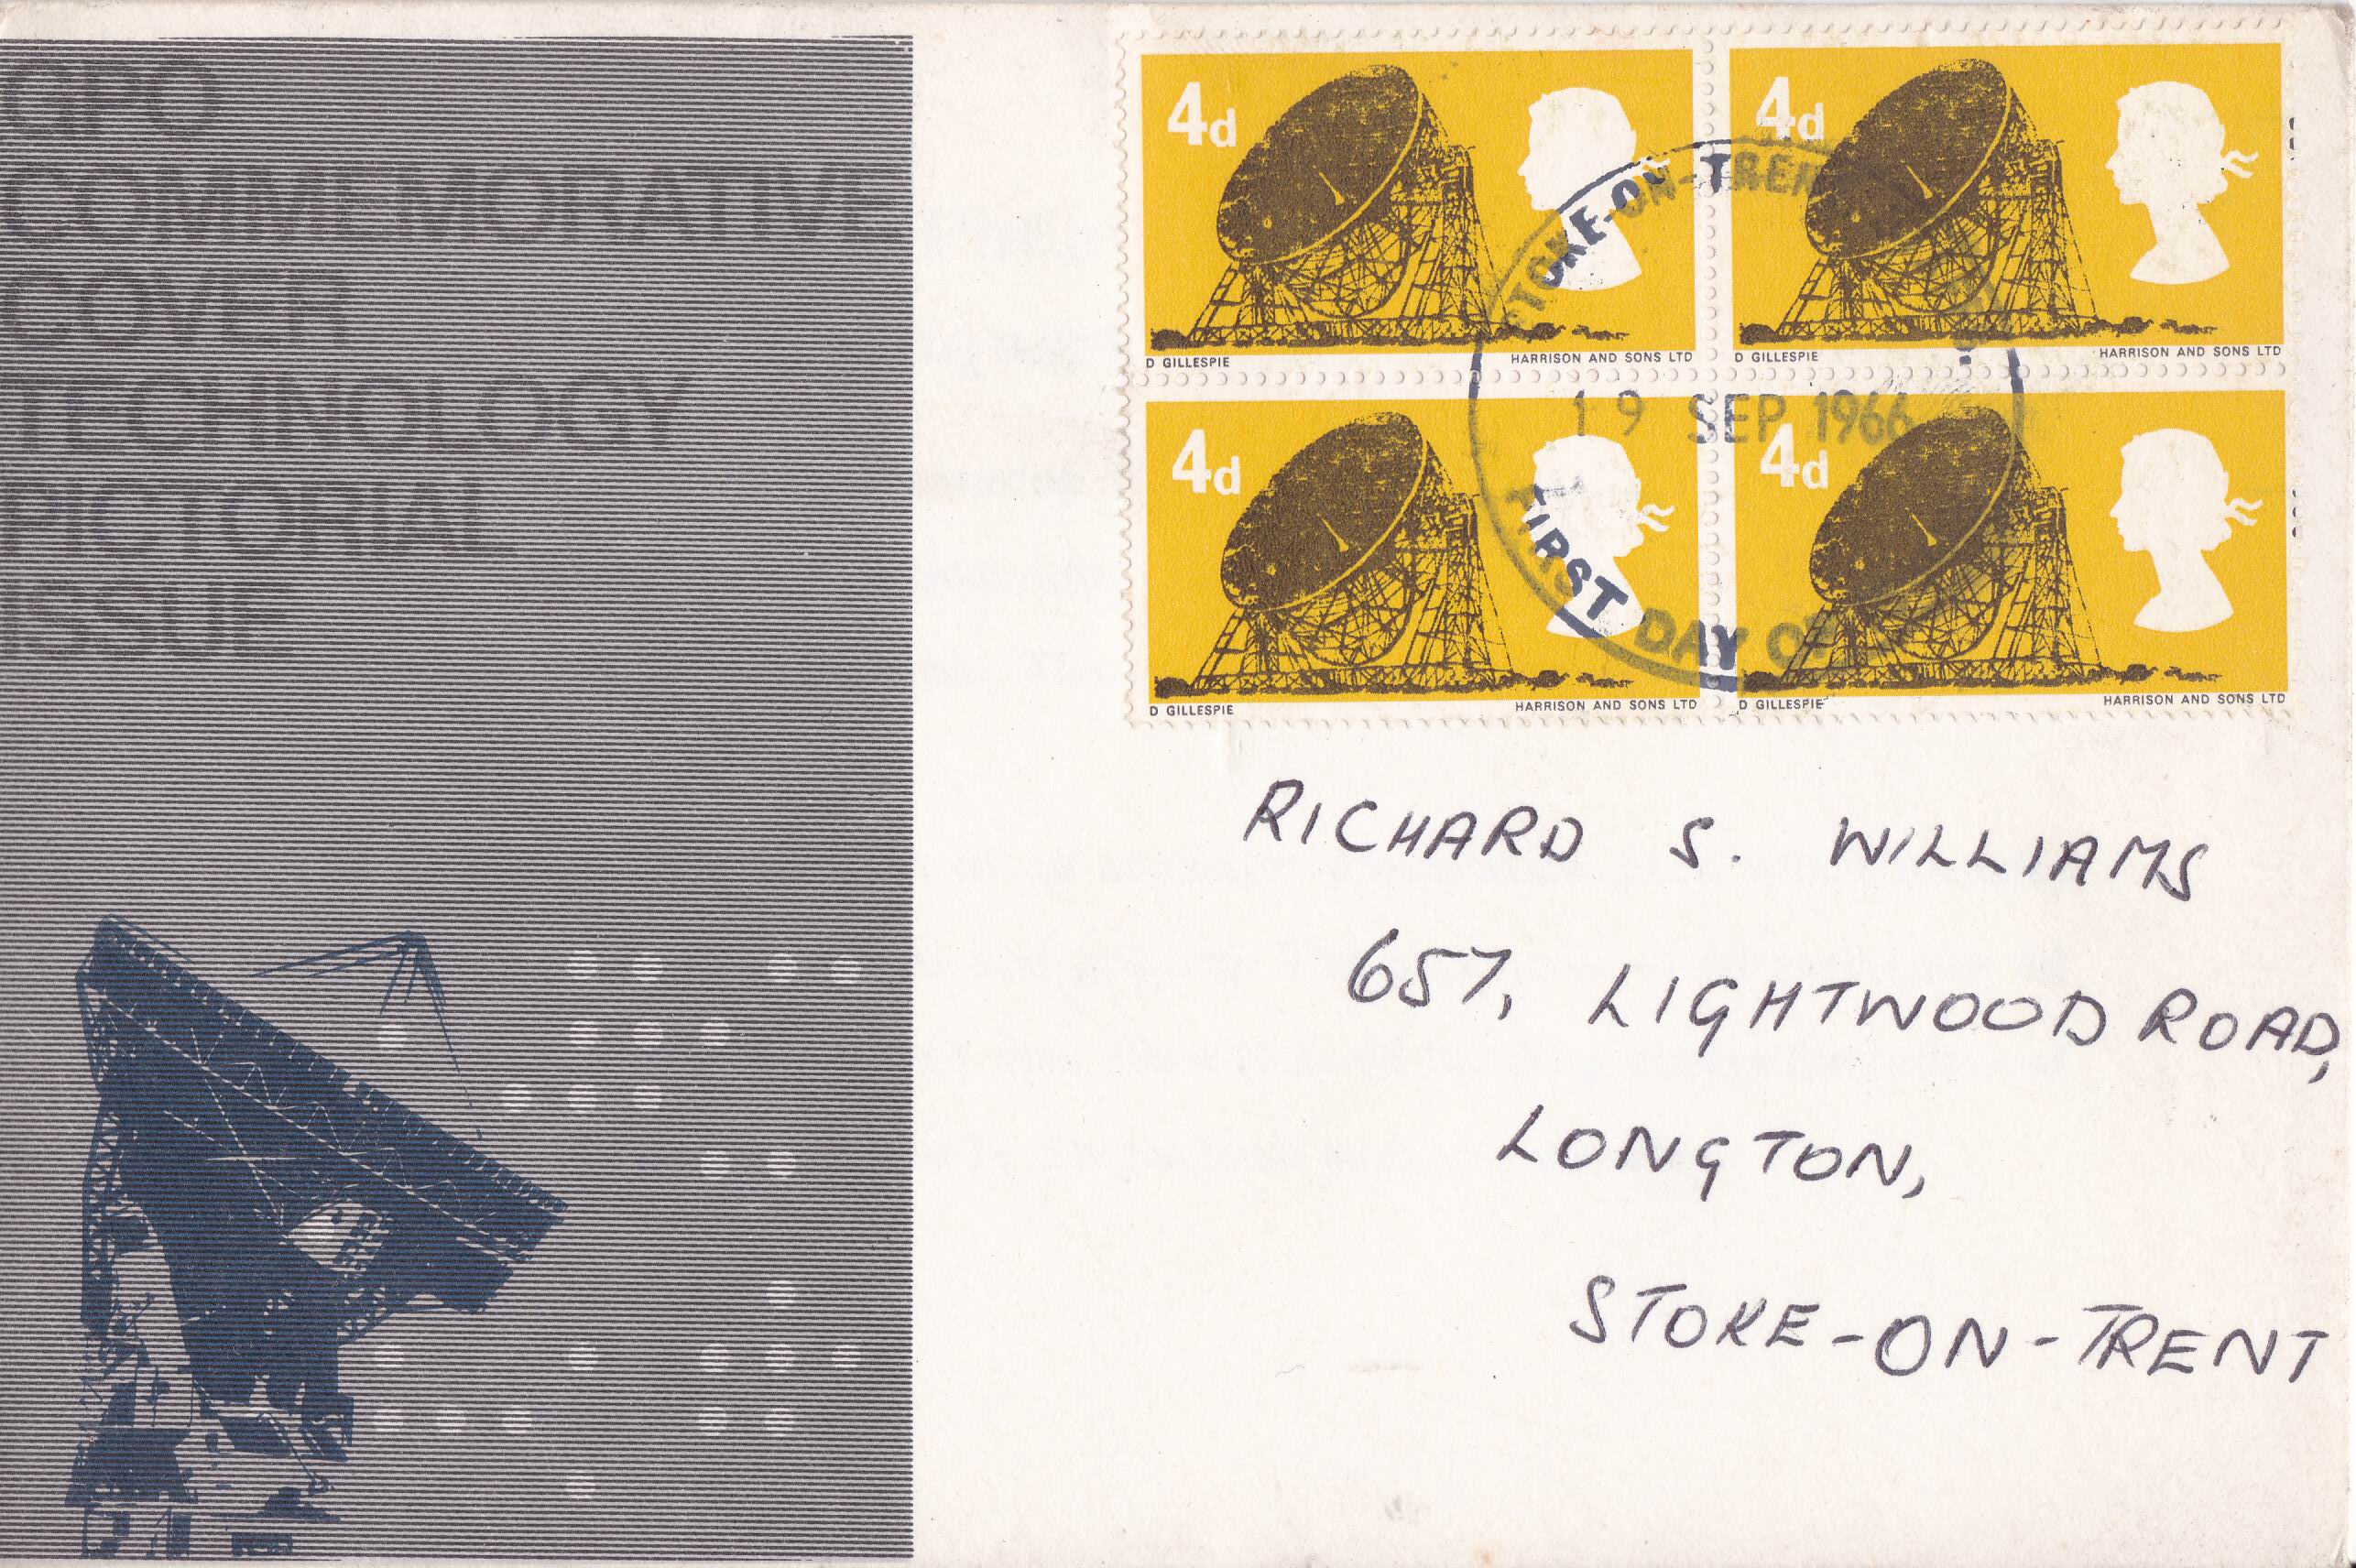 GPO
COMMEMORATIVE
COVER
TECHNOLOGY
PICTORIAL
ISSUE
4d
D GILLESPIE HARRISON AND SONS LTD
4d
D GILLESPIE HARRISON AND SONS LTD
4d
D GILLESPIE HARRISON AND SONS LTD
4d
D GILLESPIE HARRISON AND SONS LTD
STOKE-ON-TRENT
19 SEP 1966
FIRST DAY OF
RICHARD S. WILLIAMS
657, LIGHTWOOD ROAD,
LONGTON,
STOKE-ON-TRENT